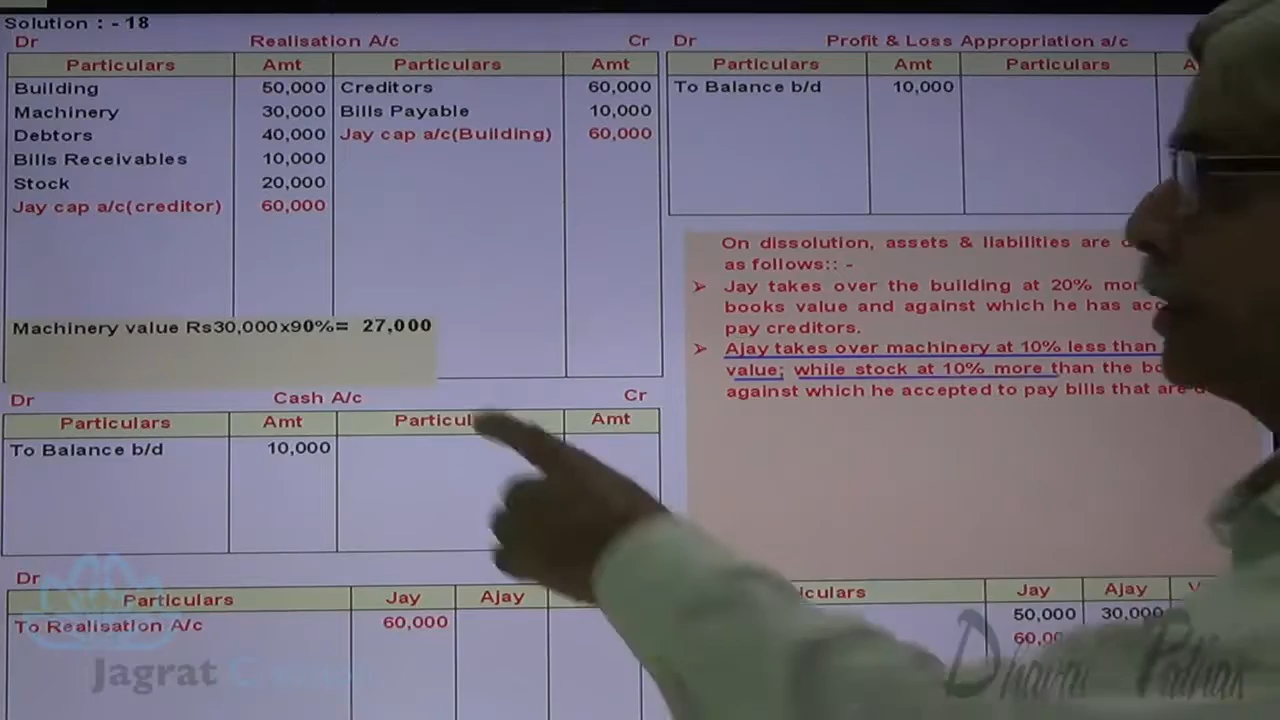 Solution : - 18
Dr Realisation A/c Cr
Particulars Amt Particulars Amt
Building 50,000 Creditors 60,000
Machinery 30,000 Bills Payable 10,000
Debtors 40,000 Jay cap a/c(Building) 60,000
Bills Receivables 10,000
Stock 20,000
Jay cap a/c(creditor) 60,000
Machinery value Rs30,000x90%= 27,000
Dr Profit & Loss Appropriation a/c
Particulars Amt Particulars
To Balance b/d 10,000
On dissolution, assets & liabilities are
as follows:: -
➢ Jay takes over the building at 20%
books value and against which he has
pay creditors.
➢ Ajay takes over machinery at 10% less than
value; while stock at 10% more than the
against which he accepted to pay bills that are
Dr Cash A/c Cr
Particulars Amt Amt
To Balance b/d 10,000
Dr
Particulars Jay Ajay
To Realisation A/c 60,000
Jay Ajay
50,000 30,000
Jagrat
Dhaval Pathak